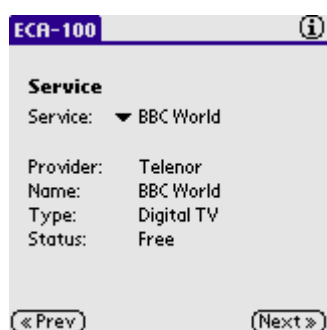 ECA-100 i
Service
Service: BBC World
Provider: Telenor
Name: BBC World
Type: Digital TV
Status: Free
« Prev Next »